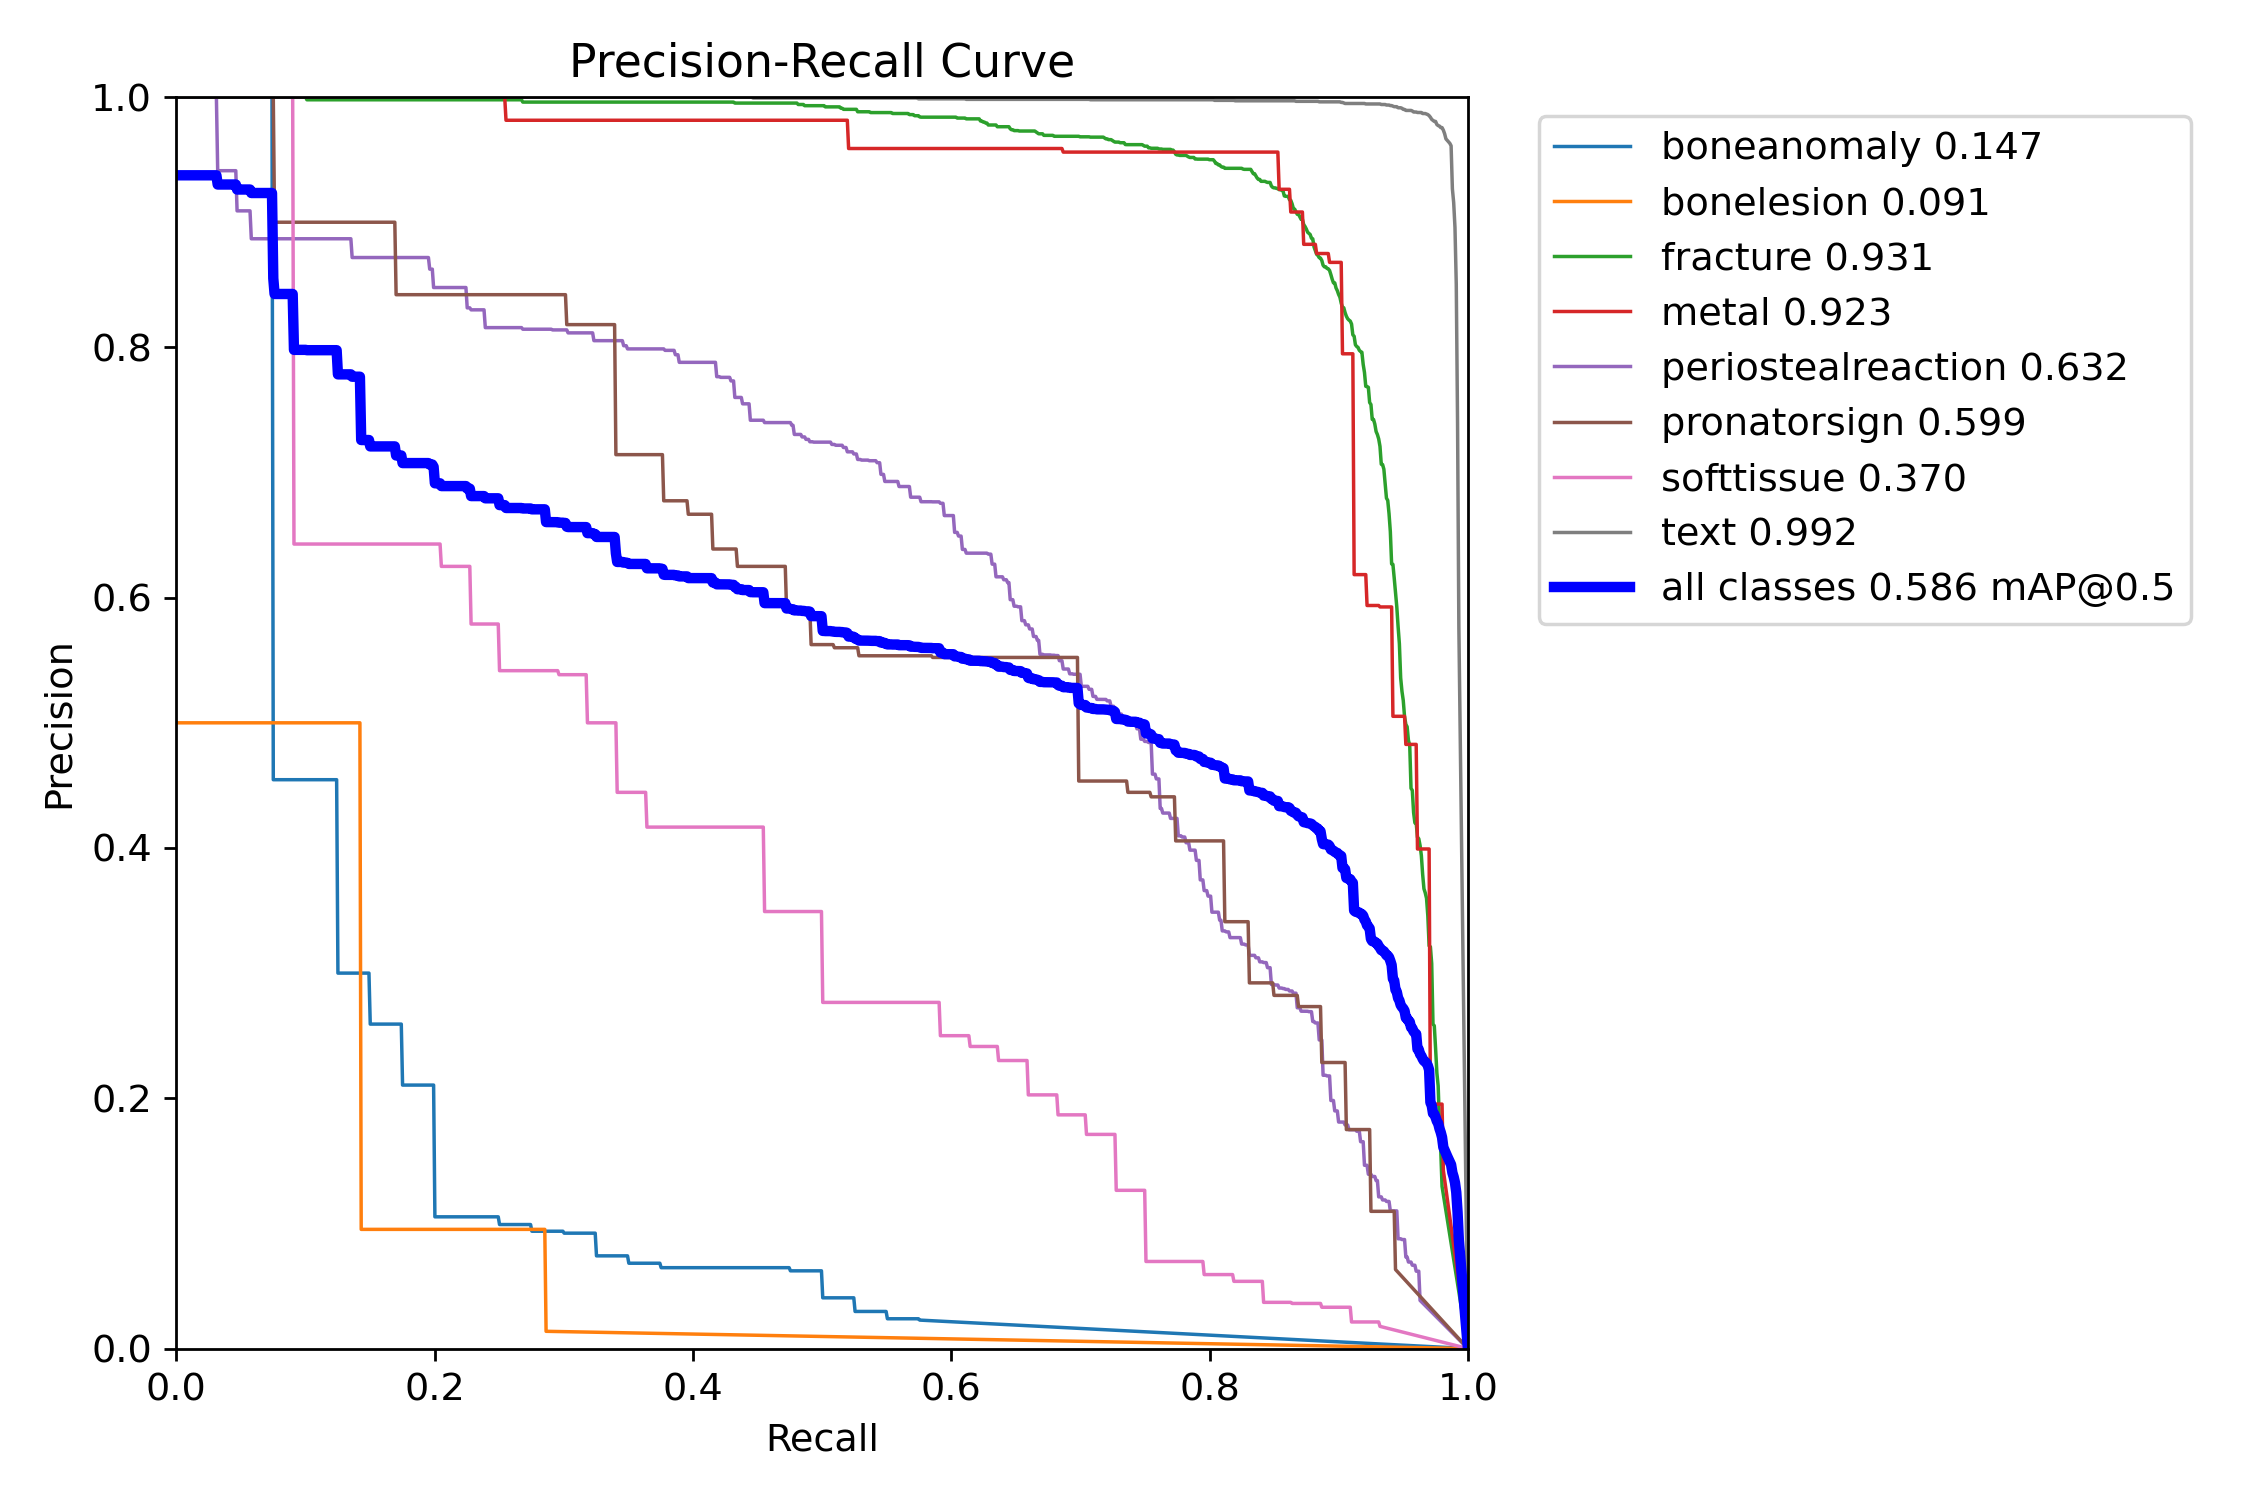 Precision-Recall Curve
1.0
0.8
0.6
0.4
0.2
0.0
Precision
0.0 0.2 0.4 0.6 0.8 1.0
Recall
boneanomaly 0.147
bonelesion 0.091
fracture 0.931
metal 0.923
periostealreaction 0.632
pronatorsign 0.599
softtissue 0.370
text 0.992
all classes 0.586 mAP@0.5